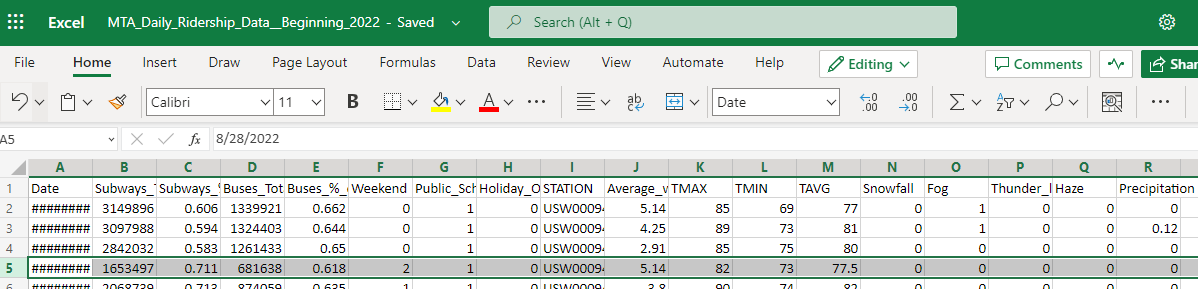 Excel MTA_Daily_Ridership_Data__Beginning_2022 - Saved Search (Alt + Q)
File Home Insert Draw Page Layout Formulas Data Review View Automate Help Editing Comments Shar
Calibri 11 B A ab Date
A5 fx 8/28/2022
A B C D E F G H I J K L M N O P Q R
1 Date Subways_T Subways_% Buses_Tot Buses_%_ Weekend Public_Sch Holiday_O STATION Average_w TMAX TMIN TAVG Snowfall Fog Thunder_l Haze Precipitation
2 ######## 3149896 0.606 1339921 0.662 0 1 0 USW0009 5.14 85 69 77 0 1 0 0 0
3 ######## 3097988 0.594 1324403 0.644 0 1 0 USW0009 4.25 89 73 81 0 1 0 0 0.12
4 ######## 2842032 0.583 1261433 0.65 0 1 0 USW0009 2.91 85 75 80 0 0 0 0 0
5 ######## 1653497 0.711 681638 0.618 2 1 0 USW0009 5.14 82 73 77.5 0 0 0 0 0
6 ######## 2068739 0.713 874059 0.635 1 1 0 USW0009 3.8 90 74 82 0 0 0 0 0